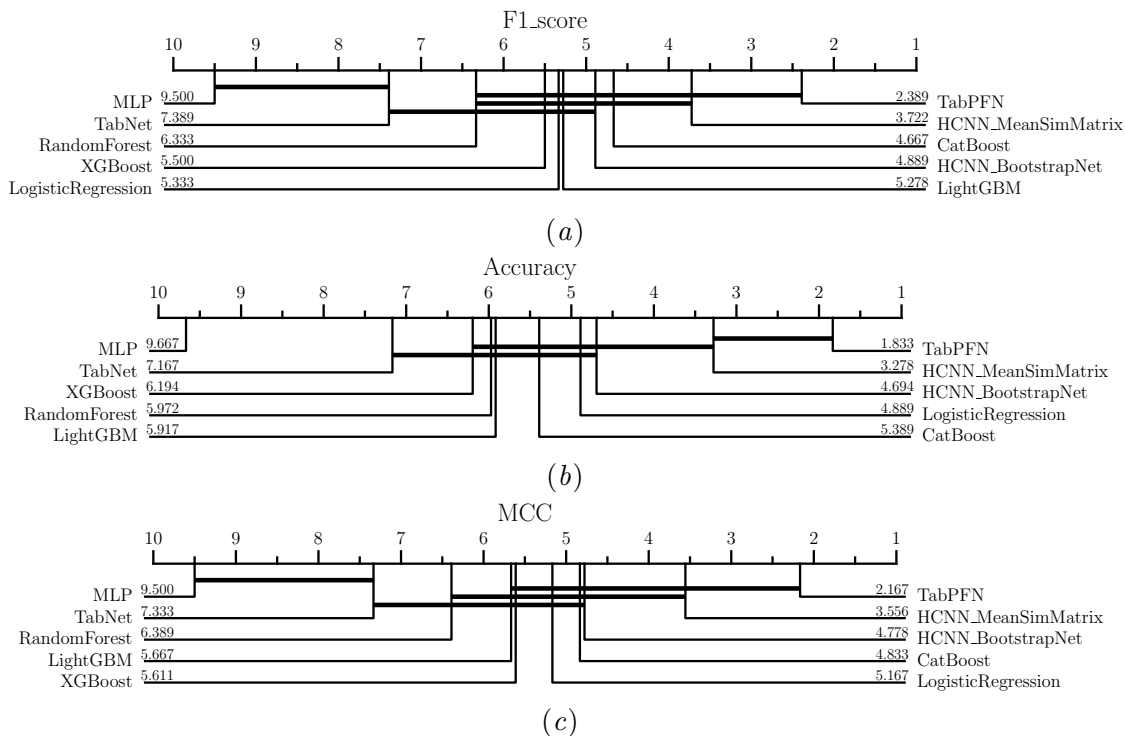 F1_score
10 9 8 7 6 5 4 3 2 1
9.500 2.389
MLP TabPFN
7.389 3.722
TabNet HCNN_MeanSimMatrix
6.333 4.667
RandomForest CatBoost
5.500 4.889
XGBoost HCNN_BootstrapNet
5.333 5.278
LogisticRegression LightGBM
(a)
Accuracy
10 9 8 7 6 5 4 3 2 1
9.667 1.833
MLP TabPFN
7.167 3.278
TabNet HCNN_MeanSimMatrix
6.194 4.694
XGBoost HCNN_BootstrapNet
5.972 4.889
RandomForest LogisticRegression
5.917 5.389
LightGBM CatBoost
(b)
MCC
10 9 8 7 6 5 4 3 2 1
9.500 2.167
MLP TabPFN
7.333 3.556
TabNet HCNN_MeanSimMatrix
6.389 4.778
RandomForest HCNN_BootstrapNet
5.667 4.833
LightGBM CatBoost
5.611 5.167
XGBoost LogisticRegression
(c)